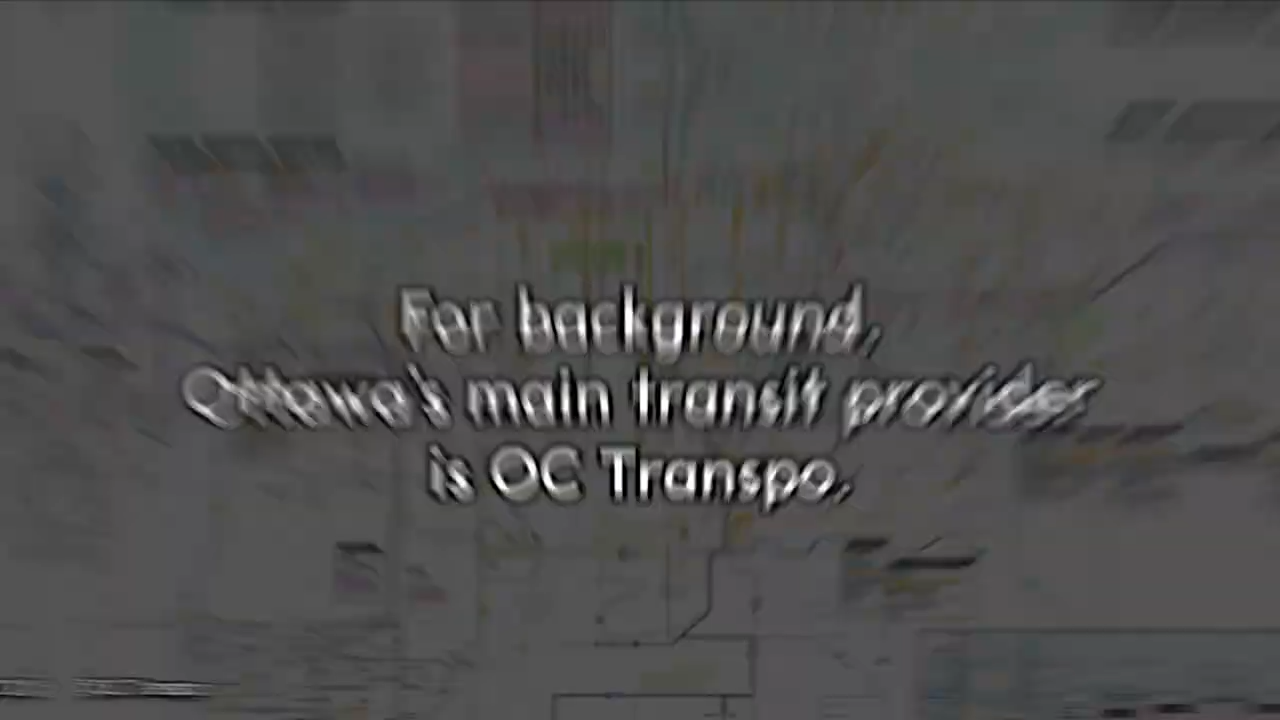 For background,
Ottawa's main transit provider
is OC Transpo.